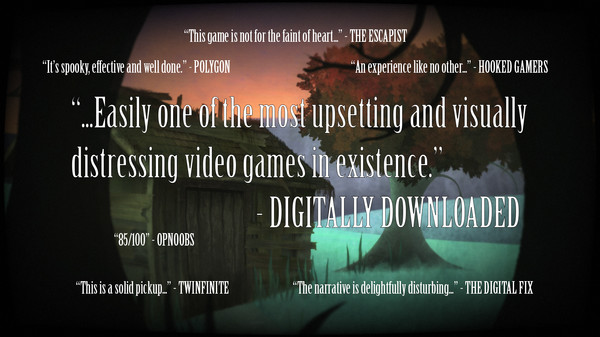 “This game is not for the faint of heart...” - THE ESCAPIST
“It’s spooky, effective and well done.” - POLYGON
“An experience like no other...” - HOOKED GAMERS
“...Easily one of the most upsetting and visually
distressing video games in existence.”
- DIGITALLY DOWNLOADED
“85/100” - OPNOOBS
“This is a solid pickup...” - TWINFINITE
“The narrative is delightfully disturbing...” - THE DIGITAL FIX